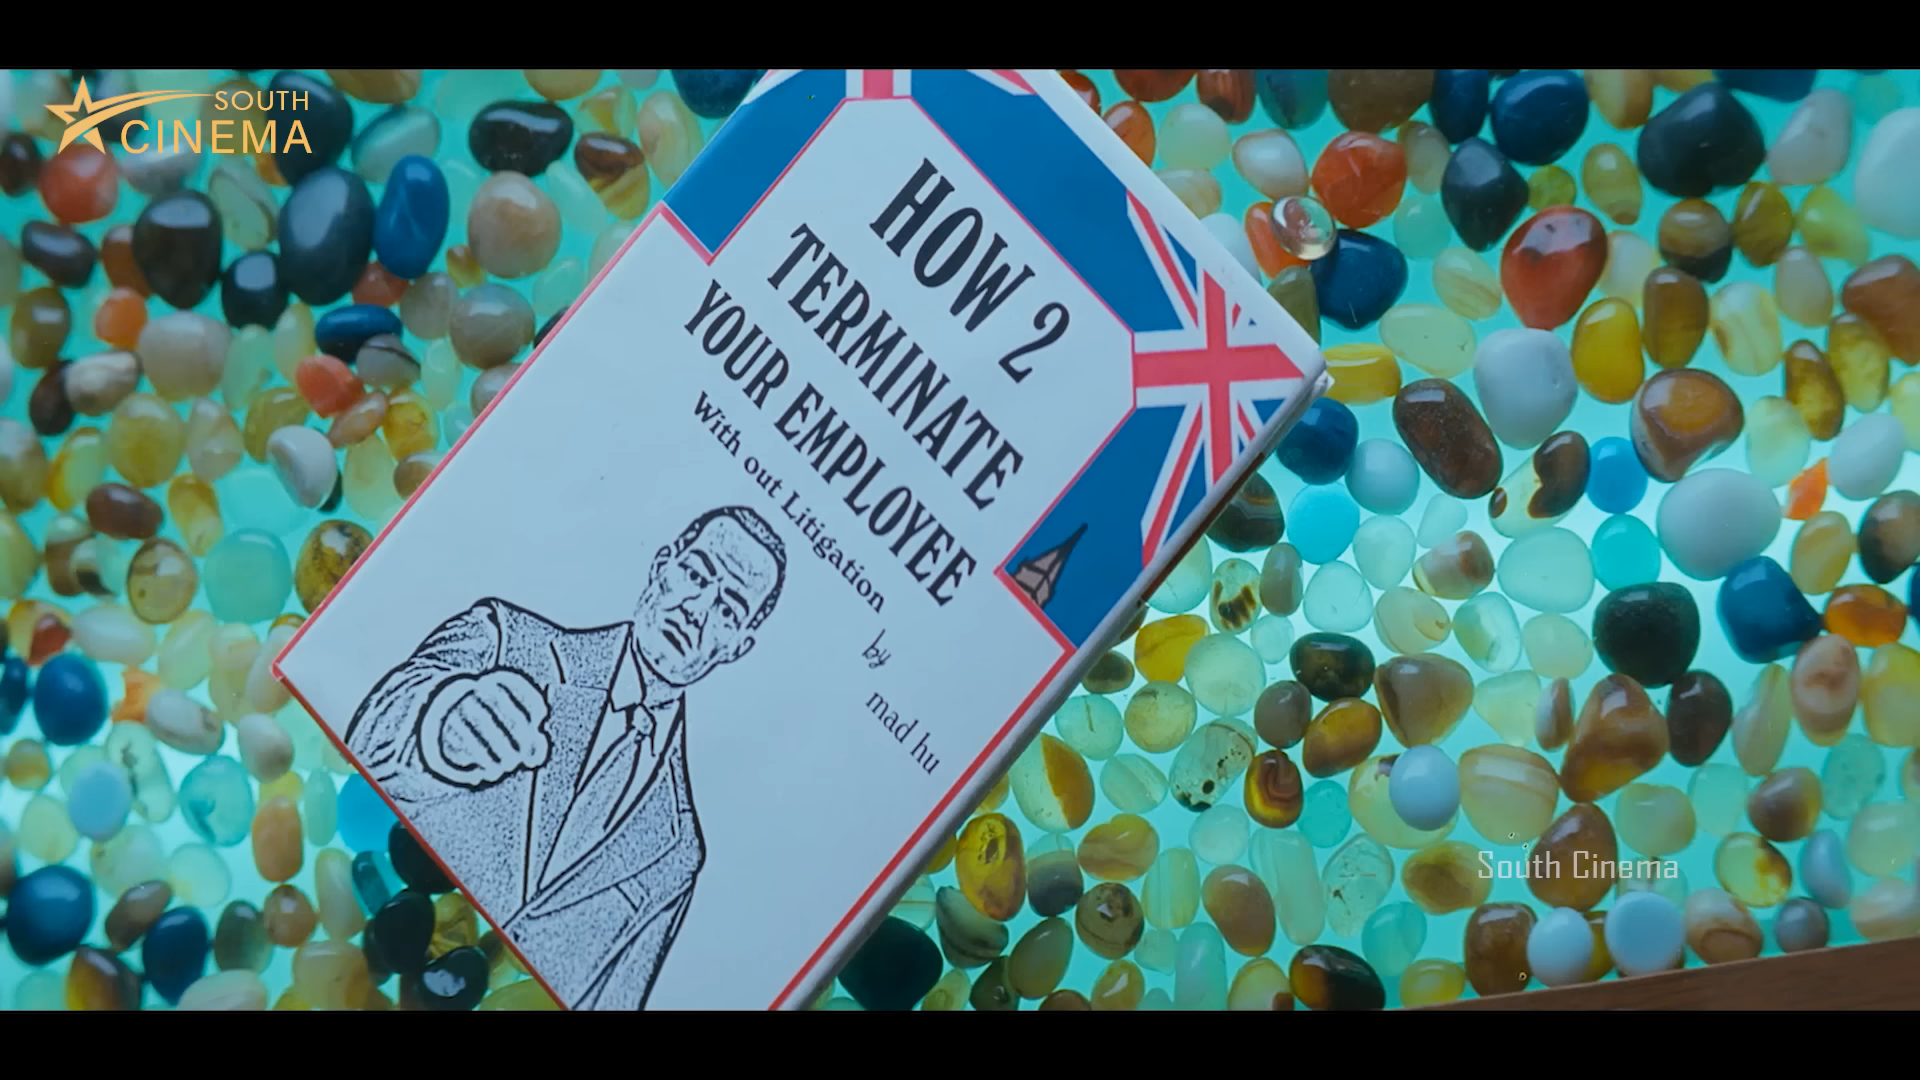 SOUTH
CINEMA
HOW 2
TERMINATE
YOUR EMPLOYEE
With out Litigation
by
mad hu
South Cinema